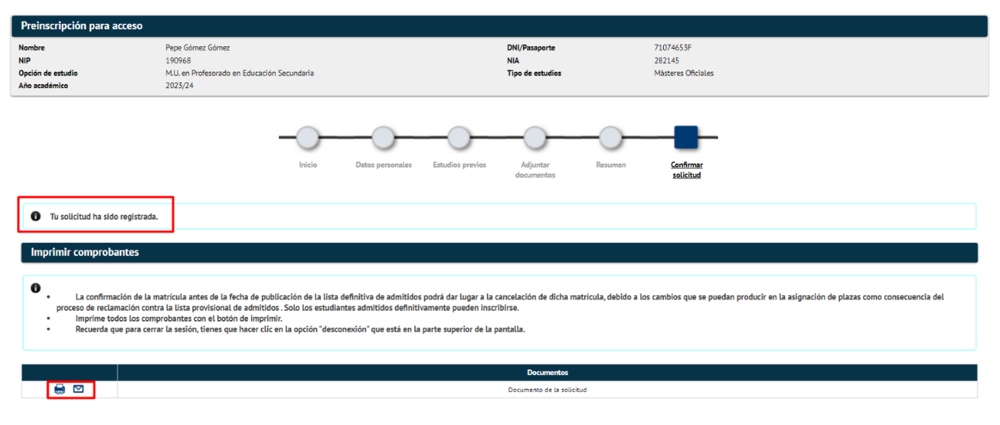 Preinscripción para acceso
Nombre Pepe Gómez Gómez DNI/Pasaporte 71074653F
NIP 190968 NIA 282145
Opción de estudio M.U. en Profesorado en Educación Secundaria Tipo de estudios Másteres Oficiales
Año académico 2023/24
Inicio Datos personales Estudios previos Adjuntar documentos Resumen Confirmar solicitud
Tu solicitud ha sido registrada.
Imprimir comprobantes
• La confirmación de la matrícula antes de la fecha de publicación de la lista definitiva de admitidos podrá dar lugar a la cancelación de dicha matrícula, debido a los cambios que se puedan producir en la asignación de plazas como consecuencia del
proceso de reclamación contra la lista provisional de admitidos . Solo los estudiantes admitidos definitivamente pueden inscribirse.
• Imprime todos los comprobantes con el botón de imprimir.
• Recuerda que para cerrar la sesión, tienes que hacer clic en la opción "desconexión" que está en la parte superior de la pantalla.
Documentos
Documento de la solicitud